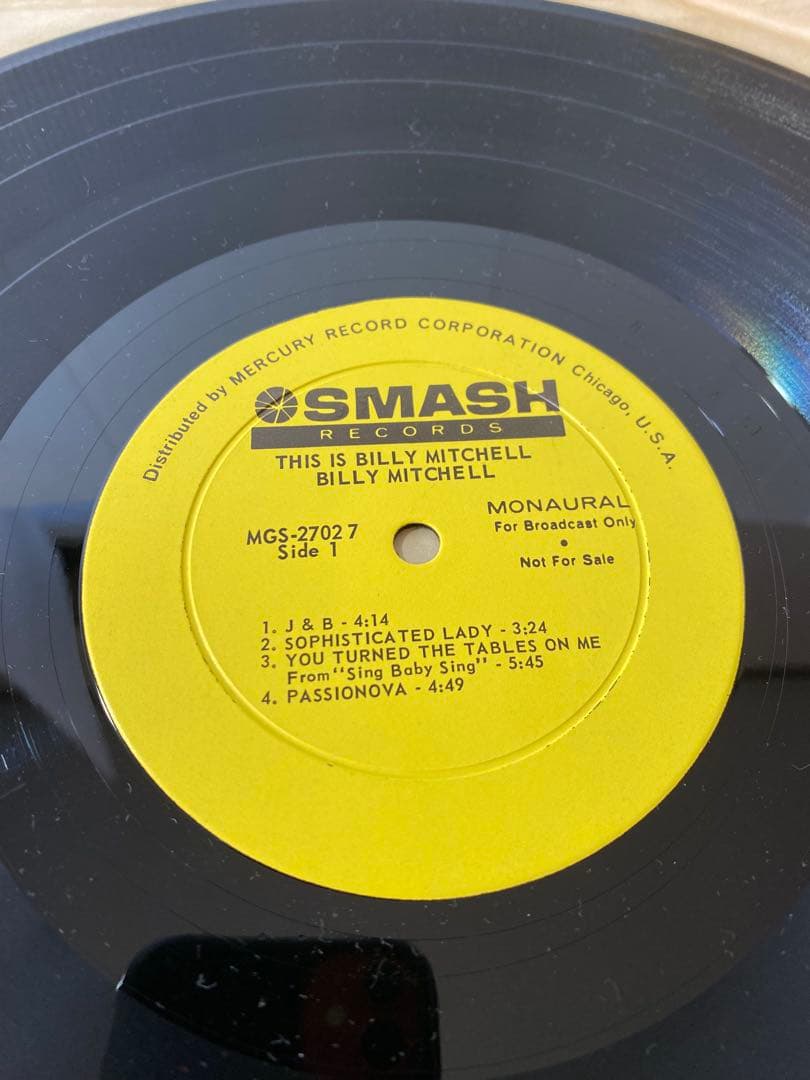 Distributed by MERCURY RECORD CORPORATION Chicago, U.S.A.
SMASH
RECORDS
THIS IS BILLY MITCHELL
BILLY MITCHELL
MONAURAL
For Broadcast Only
•
Not For Sale
MGS-27027
Side 1
1. J & B - 4:14
2. SOPHISTICATED LADY - 3:24
3. YOU TURNED THE TABLES ON ME
From "Sing Baby Sing" - 5:45
4. PASSIONOVA - 4:49